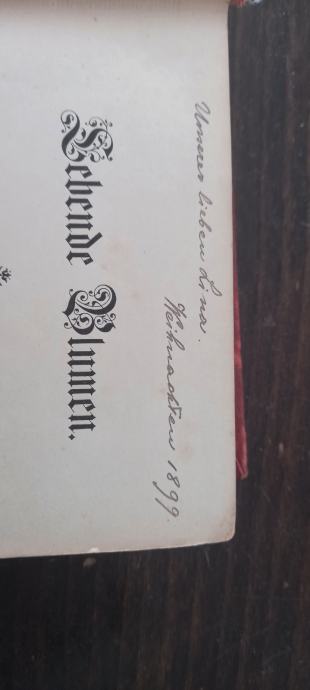 Unserer lieben Lina.
Weihnachten 1899.
Lebende Blumen.